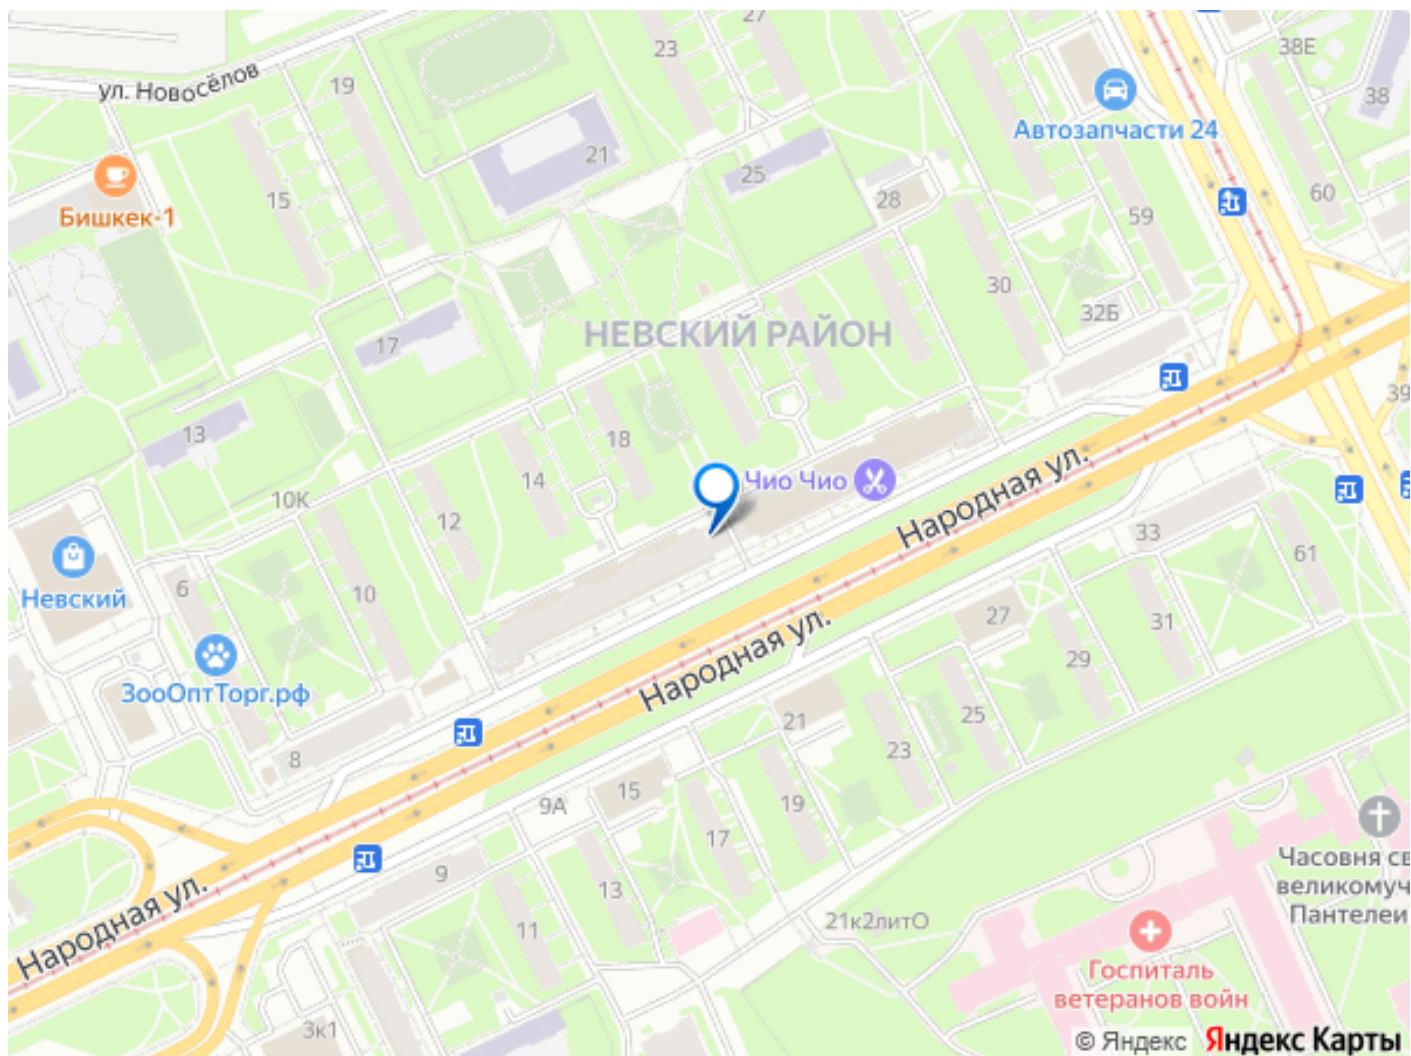 27
23
38Е
ул. Новосёлов
19
38
Автозапчасти 24
21
25
Бишкек-1
15
28
60
59
30
32Б
НЕВСКИЙ РАЙОН
17
39
13
18
Чио Чио
Народная ул.
14
10К
12
33
61
Невский
6
10
27
31
Народная ул.
29
ЗооОптТорг.рф
21
25
8
23
15
9А
19
17
9
13
Часовня св
великомуч
Пантелеи
Народная ул.
11
21к2литО
Госпиталь
ветеранов войн
3к1
© Яндекс Яндекс Карты